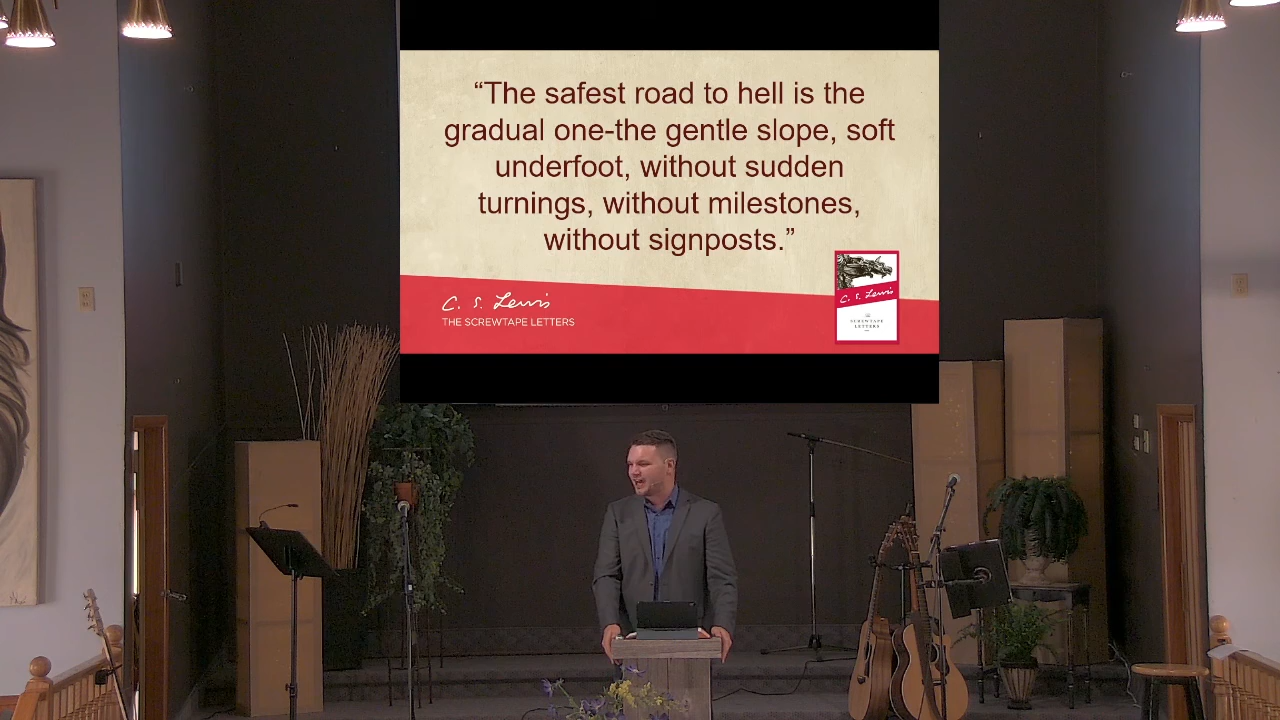 “The safest road to hell is the
gradual one-the gentle slope, soft
underfoot, without sudden
turnings, without milestones,
without signposts.”
C. S. Lewis
THE SCREWTAPE LETTERS
C. S. Lewis
SCREWTAPE
LETTERS